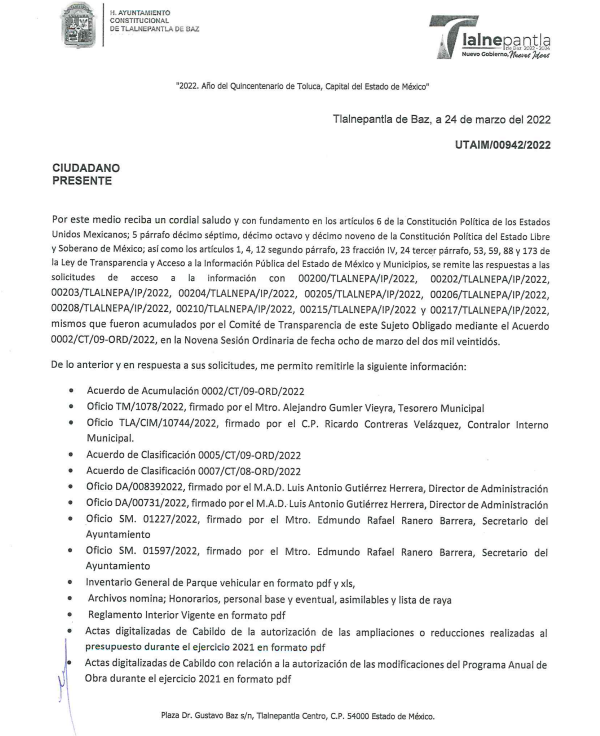 H. AYUNTAMIENTO
CONSTITUCIONAL
DE TLALNEPANTLA DE BAZ
Tlalnepantla
de Baz 2022 - 2024
Nuevo Gobierno, Nuevas Ideas
"2022. Año del Quincentenario de Toluca, Capital del Estado de México"
Tlalnepantla de Baz, a 24 de marzo del 2022
UTAIM/00942/2022
CIUDADANO
PRESENTE
Por este medio reciba un cordial saludo y con fundamento en los artículos 6 de la Constitución Política de los Estados
Unidos Mexicanos; 5 párrafo décimo séptimo, décimo octavo y décimo noveno de la Constitución Política del Estado Libre
y Soberano de México; así como los artículos 1, 4, 12 segundo párrafo, 23 fracción IV, 24 tercer párrafo, 53, 59, 88 y 173 de
la Ley de Transparencia y Acceso a la Información Pública del Estado de México y Municipios, se remite las respuestas a las
solicitudes de acceso a la información con 00200/TLALNEPA/IP/2022, 00202/TLALNEPA/IP/2022,
00203/TLALNEPA/IP/2022, 00204/TLALNEPA/IP/2022, 00205/TLALNEPA/IP/2022, 00206/TLALNEPA/IP/2022,
00208/TLALNEPA/IP/2022, 00210/TLALNEPA/IP/2022, 00215/TLALNEPA/IP/2022 y 00217/TLALNEPA/IP/2022,
mismos que fueron acumulados por el Comité de Transparencia de este Sujeto Obligado mediante el Acuerdo
0002/CT/09-ORD/2022, en la Novena Sesión Ordinaria de fecha ocho de marzo del dos mil veintidós.
De lo anterior y en respuesta a sus solicitudes, me permito remitirle la siguiente información:
• Acuerdo de Acumulación 0002/CT/09-ORD/2022
• Oficio TM/1078/2022, firmado por el Mtro. Alejandro Gumler Vieyra, Tesorero Municipal
• Oficio TLA/CIM/10744/2022, firmado por el C.P. Ricardo Contreras Velázquez, Contralor Interno
Municipal.
• Acuerdo de Clasificación 0005/CT/09-ORD/2022
• Acuerdo de Clasificación 0007/CT/08-ORD/2022
• Oficio DA/008392022, firmado por el M.A.D. Luis Antonio Gutiérrez Herrera, Director de Administración
• Oficio DA/00731/2022, firmado por el M.A.D. Luis Antonio Gutiérrez Herrera, Director de Administración
• Oficio SM. 01227/2022, firmado por el Mtro. Edmundo Rafael Ranero Barrera, Secretario del
Ayuntamiento
• Oficio SM. 01597/2022, firmado por el Mtro. Edmundo Rafael Ranero Barrera, Secretario del
Ayuntamiento
• Inventario General de Parque vehicular en formato pdf y xls,
• Archivos nomina; Honorarios, personal base y eventual, asimilables y lista de raya
• Reglamento Interior Vigente en formato pdf
• Actas digitalizadas de Cabildo de la autorización de las ampliaciones o reducciones realizadas al
presupuesto durante el ejercicio 2021 en formato pdf
• Actas digitalizadas de Cabildo con relación a la autorización de las modificaciones del Programa Anual de
Obra durante el ejercicio 2021 en formato pdf
Plaza Dr. Gustavo Baz s/n, Tlalnepantla Centro, C.P. 54000 Estado de México.